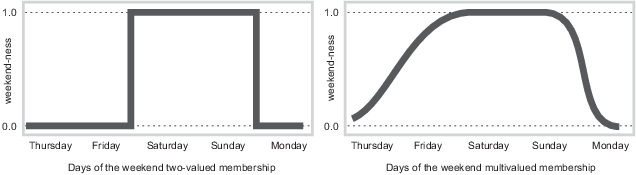 1.0
weekend-ness
0.0
Thursday Friday Saturday Sunday Monday
Days of the weekend two-valued membership
1.0
weekend-ness
0.0
Thursday Friday Saturday Sunday Monday
Days of the weekend multivalued membership